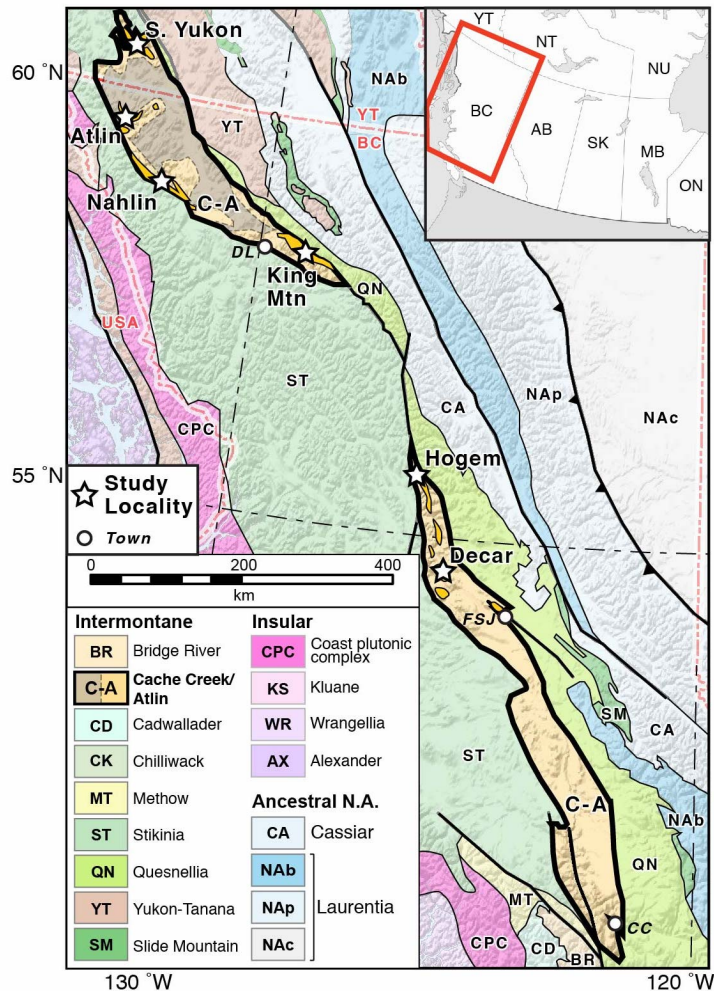 60 °N
55 °N
130 °W
120 °W
S. Yukon
Atlin
Nahlin
C-A
DL
King
Mtn
YT
YT
BC
NAb
QN
USA
ST
CPC
CA
NAp
NAc
Hogem
Decar
FSJ
SM
CA
ST
C-A
NAb
QN
MT
CC
CPC
CD
BR
YT
NT
NU
BC
AB
SK
MB
ON
Study
Locality
Town
0 200 400
km
Intermontane
BR Bridge River
C-A Cache Creek/
Atlin
CD Cadwallader
CK Chilliwack
MT Methow
ST Stikinia
QN Quesnellia
YT Yukon-Tanana
SM Slide Mountain
Insular
CPC Coast plutonic
complex
KS Kluane
WR Wrangellia
AX Alexander
Ancestral N.A.
CA Cassiar
NAb
NAp Laurentia
NAc